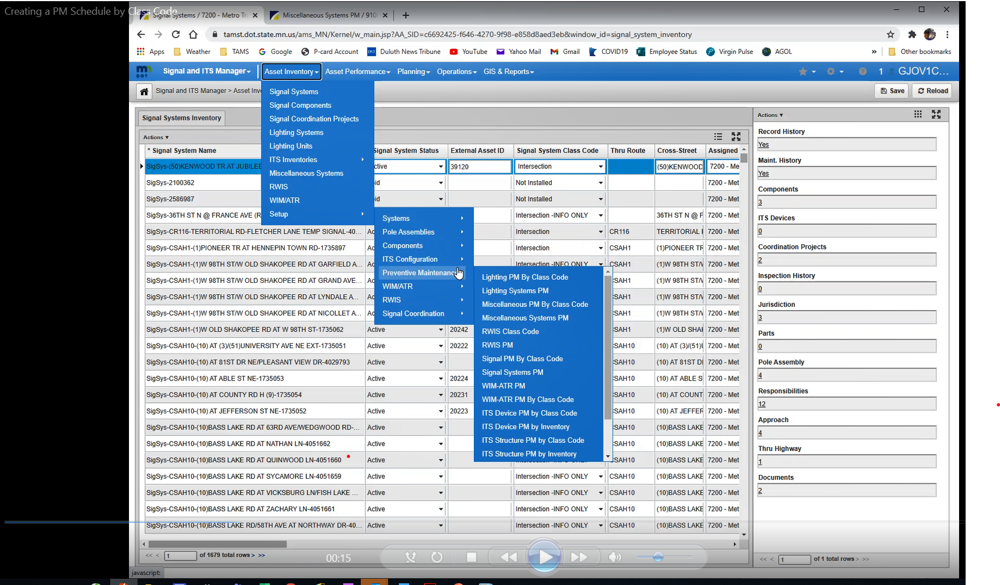 Creating a PM Schedule by Class Code
Signal Systems / 7200 - Metro Tr
Miscellaneous Systems PM / 910
tamst.dot.state.mn.us/ams_MN/Kernel/w_main.jsp?AA_SID=c6692425-f646-4270-9f98-e858d8aed3eb&window_id=signal_system_inventory
Apps Weather TAMS Google P-card Account Duluth News Tribune YouTube Yahoo Mail Gmail COVID19 Employee Status Virgin Pulse AGOL » Other bookmarks
Signal and ITS Manager Asset Inventory Asset Performance Planning Operations GIS & Reports 1 GJOV1C...
Signal and ITS Manager > Asset Inv Save Reload
Signal Systems Inventory
Actions
* Signal System Name Signal System Status External Asset ID Signal System Class Code Thru Route Cross-Street Assigned
SigSys-(50)KENWOOD TR AT JUBILEE ctive 39120 Intersection (50)KENWOOD 7200 - Me
SigSys-2100362 id Not Installed 7200 - Met
SigSys-2586987 id Not Installed 7200 - Met
SigSys-36TH ST N @ FRANCE AVE (R Intersection -INFO ONLY 36TH ST N @ F 7200 - Met
SigSys-CR116-TERRITORIAL RD-FLETCHER LANE TEMP SIGNAL-40... Ac Intersection CR116 TERRITORIAL 7200 - Met
SigSys-CSAH1-(1)PIONEER TR AT HENNEPIN TOWN RD-1735897 Ac Intersection CSAH1 (1)PIONEER TR 7200 - Met
SigSys-CSAH1-(1)W 98TH ST/W OLD SHAKOPEE RD AT GARFIELD A... Ac Intersection -INFO ONLY CSAH1 (1)W 98TH ST/W 7200 - Met
SigSys-CSAH1-(1)W 98TH ST/W OLD SHAKOPEE RD AT GRAND AVE... Ac SAH1 (1)W 98TH ST/W 7200 - Met
SigSys-CSAH1-(1)W 98TH ST/W OLD SHAKOPEE RD AT LYNDALE A... Ac SAH1 (1)W 98TH ST/W 7200 - Met
SigSys-CSAH1-(1)W 98TH ST/W OLD SHAKOPEE RD AT NICOLLET A... Ac SAH1 (1)W 98TH ST/W 7200 - Met
SigSys-CSAH1-(1)W OLD SHAKOPEE RD AT W 98TH ST-1735062 Active 20242 SAH1 (1)W OLD SHA 7200 - Met
SigSys-CSAH10-(10) AT (3)/(51)UNIVERSITY AVE NE EXT-1735051 Active 20222 SAH10 (10) AT (3)/(51) 7200 - Met
SigSys-CSAH10-(10) AT 81ST DR NE/PLEASANT VIEW DR-4029793 Active SAH10 (10) AT 81ST D 7200 - Met
SigSys-CSAH10-(10) AT ABLE ST NE-1735053 Active 20224 SAH10 (10) AT ABLE S 7200 - Met
SigSys-CSAH10-(10) AT COUNTY RD H (9)-1735054 Active 20231 SAH10 (10) AT COUNT 7200 - Met
SigSys-CSAH10-(10) AT JEFFERSON ST NE-1735052 Active 20223 SAH10 (10) AT JEFFER 7200 - Met
SigSys-CSAH10-(10)BASS LAKE RD AT 63RD AVE/WEDGWOOD RD-... Active SAH10 (10)BASS LAKE 7200 - Met
SigSys-CSAH10-(10)BASS LAKE RD AT NATHAN LN-4051662 Active SAH10 (10)BASS LAKE 7200 - Met
SigSys-CSAH10-(10)BASS LAKE RD AT QUINWOOD LN-4051660 Active CSAH10 (10)BASS LAKE 7200 - Met
SigSys-CSAH10-(10)BASS LAKE RD AT SYCAMORE LN-4051659 Active Intersection -INFO ONLY CSAH10 (10)BASS LAKE 7200 - Met
SigSys-CSAH10-(10)BASS LAKE RD AT VICKSBURG LN/FISH LAKE ... Active Intersection -INFO ONLY CSAH10 (10)BASS LAKE 7200 - Met
SigSys-CSAH10-(10)BASS LAKE RD AT ZACHARY LN-4051661 Active Intersection -INFO ONLY CSAH10 (10)BASS LAKE 7200 - Met
SigSys-CSAH10-(10)BASS LAKE RD/58TH AVE AT NORTHWAY DR-40... Active Intersection -INFO ONLY CSAH10 (10)BASS LAKE 7200 - Met
<< < 1 of 1679 total rows > >>
Signal Systems
Signal Components
Signal Coordination Projects
Lighting Systems
Lighting Units
ITS Inventories
Miscellaneous Systems
RWIS
WIM/ATR
Setup
Systems
Pole Assemblies
Components
ITS Configuration
Preventive Maintenanc
WIM/ATR
RWIS
Signal Coordination
Lighting PM By Class Code
Lighting Systems PM
Miscellaneous PM By Class Code
Miscellaneous Systems PM
RWIS Class Code
RWIS PM
Signal PM By Class Code
Signal Systems PM
WIM-ATR PM
WIM-ATR PM By Class Code
ITS Device PM by Class Code
ITS Device PM by Inventory
ITS Structure PM by Class Code
ITS Structure PM by Inventory
Actions
Record History
Yes
Maint. History
Yes
Components
3
ITS Devices
0
Coordination Projects
2
Inspection History
0
Jurisdiction
3
Parts
0
Pole Assembly
4
Responsibilities
12
Approach
4
Thru Highway
1
Documents
2
<< < 1 of 1 total rows > >>
00:15
javascript: